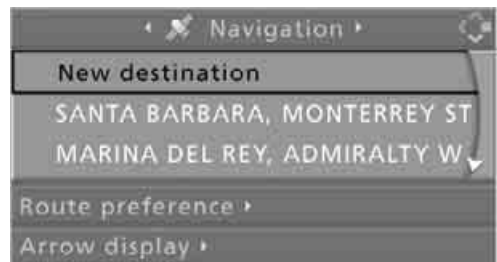 Navigation
New destination
SANTA BARBARA, MONTERREY ST
MARINA DEL REY, ADMIRALTY W
Route preference
Arrow display